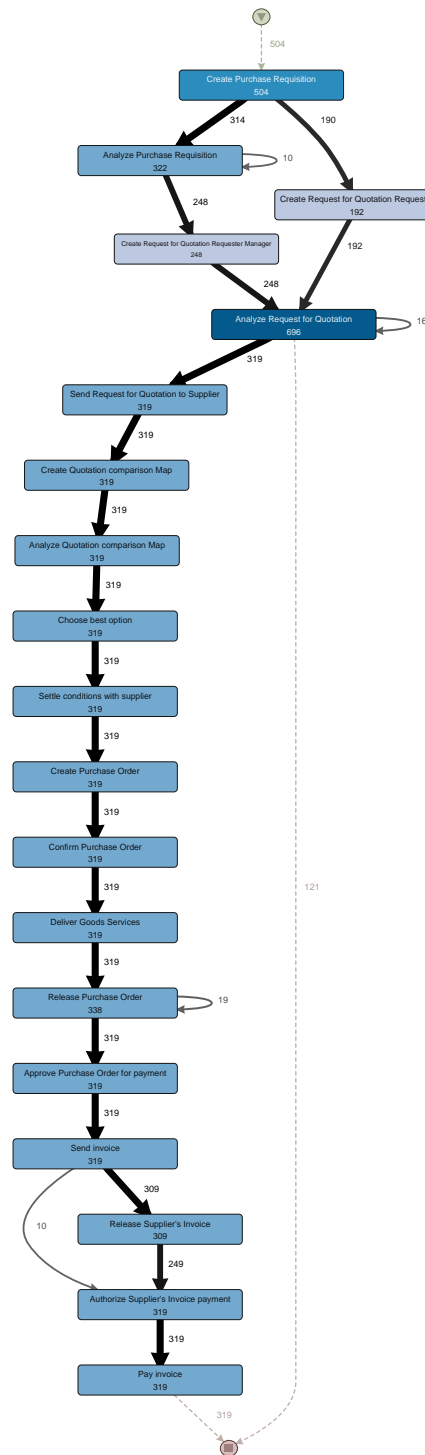 504
Create Purchase Requisition
504
314
190
Analyze Purchase Requisition
322
10
248
Create Request for Quotation Request
192
Create Request for Quotation Requester Manager
248
192
248
Analyze Request for Quotation
696
16
319
Send Request for Quotation to Supplier
319
319
Create Quotation comparison Map
319
319
Analyze Quotation comparison Map
319
319
Choose best option
319
319
Settle conditions with supplier
319
319
Create Purchase Order
319
319
Confirm Purchase Order
319
121
319
Deliver Goods Services
319
319
Release Purchase Order
338
19
319
Approve Purchase Order for payment
319
319
Send invoice
319
309
10
Release Supplier's Invoice
309
249
Authorize Supplier's Invoice payment
319
319
Pay invoice
319
319